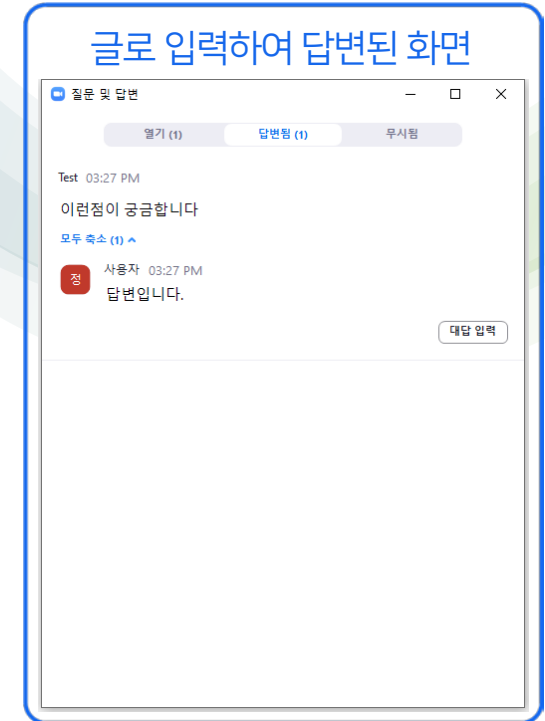 글로 입력하여 답변된 화면
질문 및 답변
열기 (1) 답변됨 (1) 무시됨
Test 03:27 PM
이런점이 궁금합니다
모두 축소 (1)
정 사용자 03:27 PM
답변입니다.
대답 입력